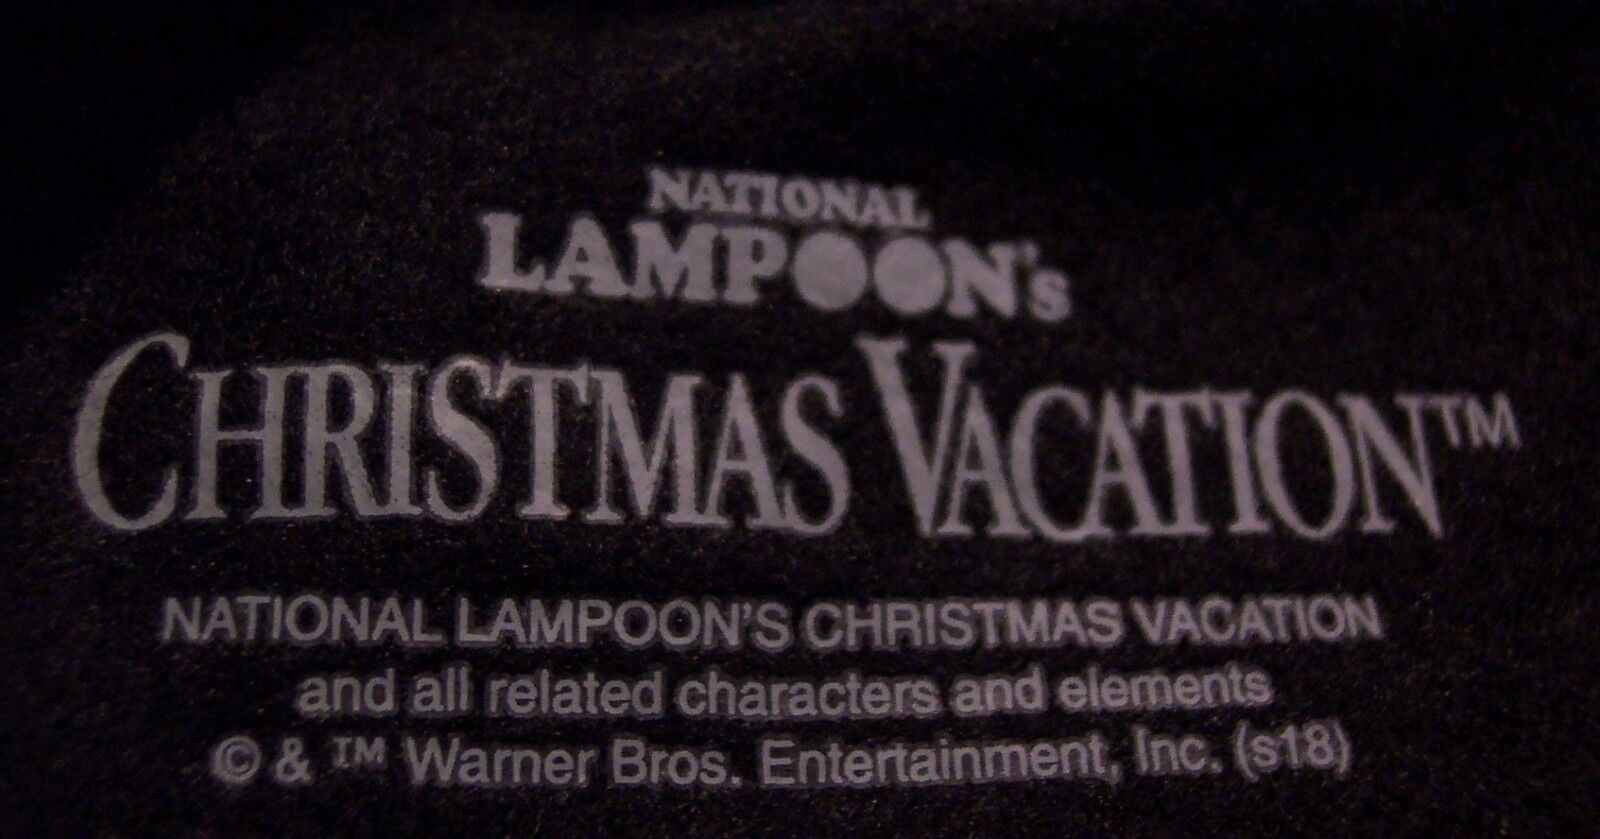 NATIONAL
LAMPOON's
CHRISTMAS VACATION™
NATIONAL LAMPOON'S CHRISTMAS VACATION
and all related characters and elements
© & ™ Warner Bros. Entertainment, Inc. (s18)